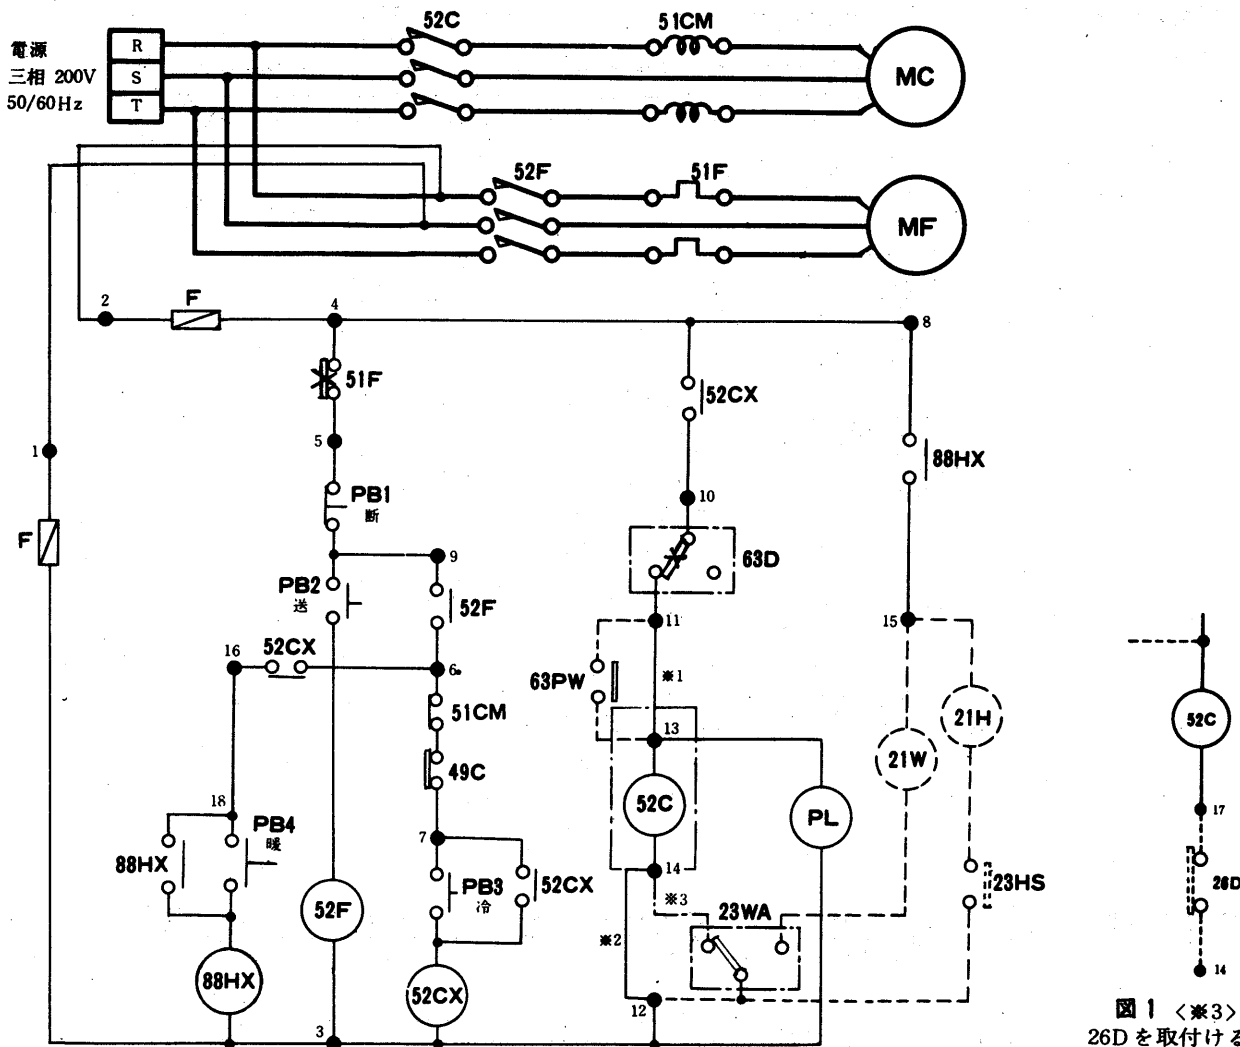 52C
51CM
電源
三相 200V
50/60Hz
R
S
T
MC
52F
51F
MF
2
F
4
8
51F
52CX
1
5
88HX
PB1
断
10
F
63D
9
PB2
送
52F
11
15
52CX
16
6
63PW
※1
51CM
13
21H
49C
21W
52C
52C
PL
18
PB4
暖
7
17
88HX
PB3
冷
52CX
14
※3
23WA
23HS
26D
52F
※2
88HX
52CX
14
12
3
図1 <※3>
26Dを取付ける